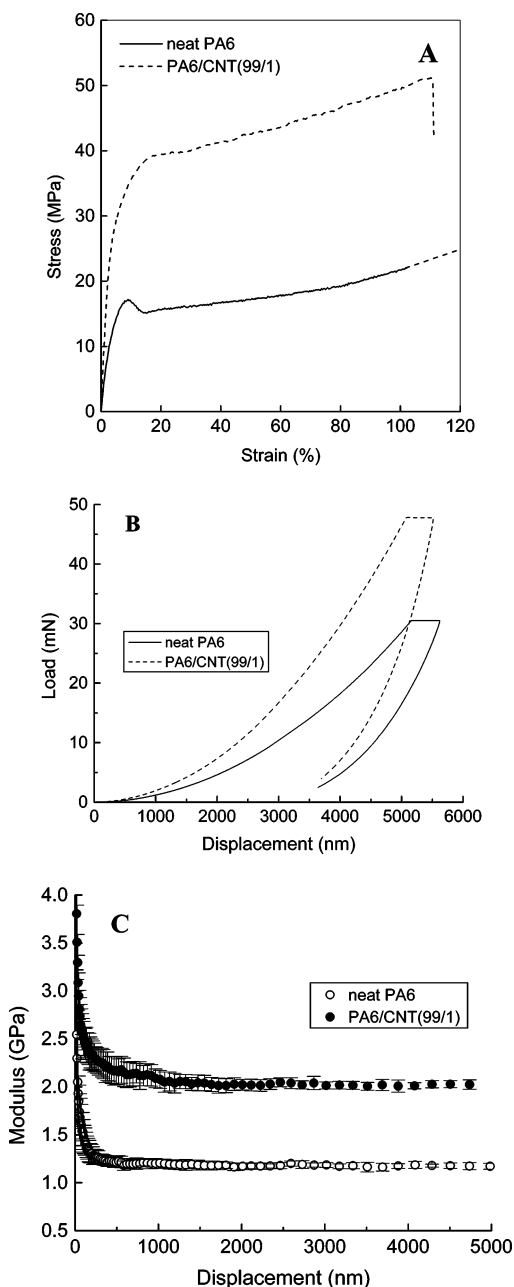 60
50
40
30
20
10
0
Stress (MPa)
neat PA6
PA6/CNT(99/1)
A
0 20 40 60 80 100 120
Strain (%)
50
40
30
20
10
0
Load (mN)
B
neat PA6
PA6/CNT(99/1)
0 1000 2000 3000 4000 5000 6000
Displacement (nm)
4.0
3.5
3.0
2.5
2.0
1.5
1.0
0.5
Modulus (GPa)
C
neat PA6
PA6/CNT(99/1)
0 1000 2000 3000 4000 5000
Displacement (nm)